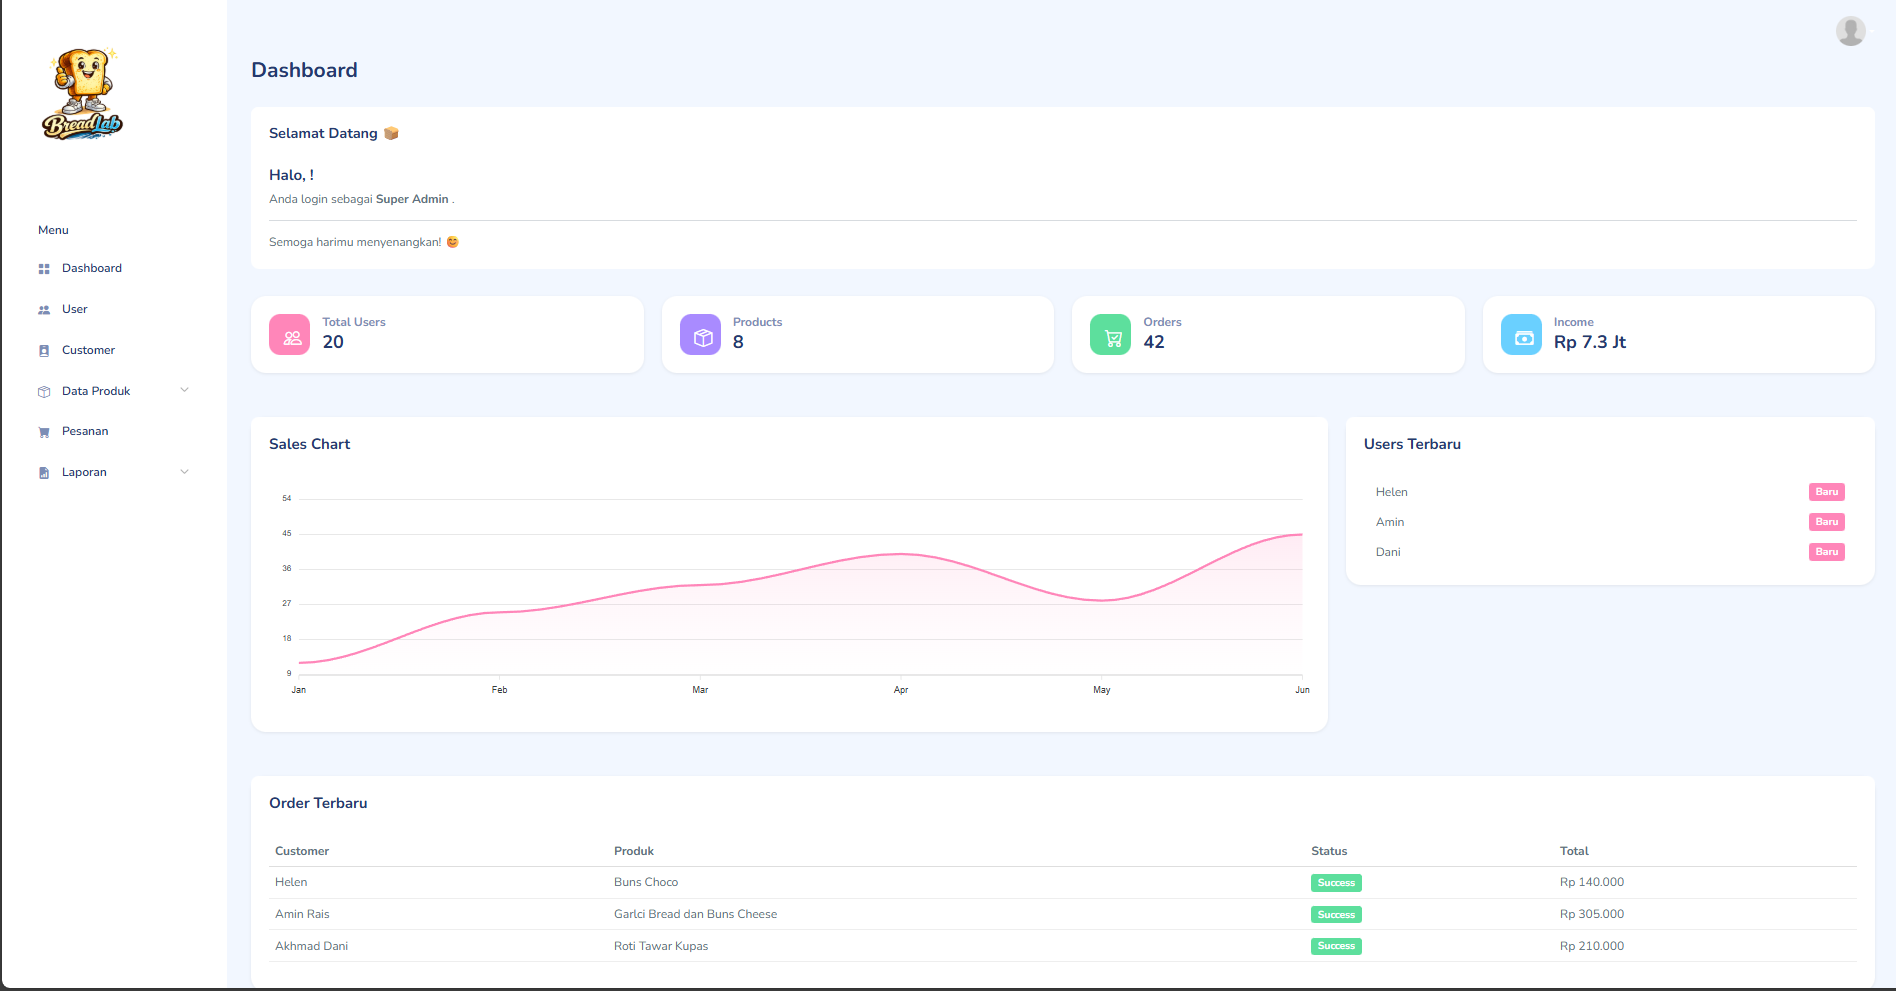 BreadLab
Menu
Dashboard
User
Customer
Data Produk
Pesanan
Laporan
Dashboard
Selamat Datang 📦
Halo, !
Anda login sebagai Super Admin .
Semoga harimu menyenangkan! 😊
Total Users
20
Products
8
Orders
42
Income
Rp 7.3 Jt
Sales Chart
54
45
36
27
18
9
Jan Feb Mar Apr May Jun
Users Terbaru
Helen Baru
Amin Baru
Dani Baru
Order Terbaru
Customer Produk Status Total
Helen Buns Choco Success Rp 140.000
Amin Rais Garlci Bread dan Buns Cheese Success Rp 305.000
Akhmad Dani Roti Tawar Kupas Success Rp 210.000